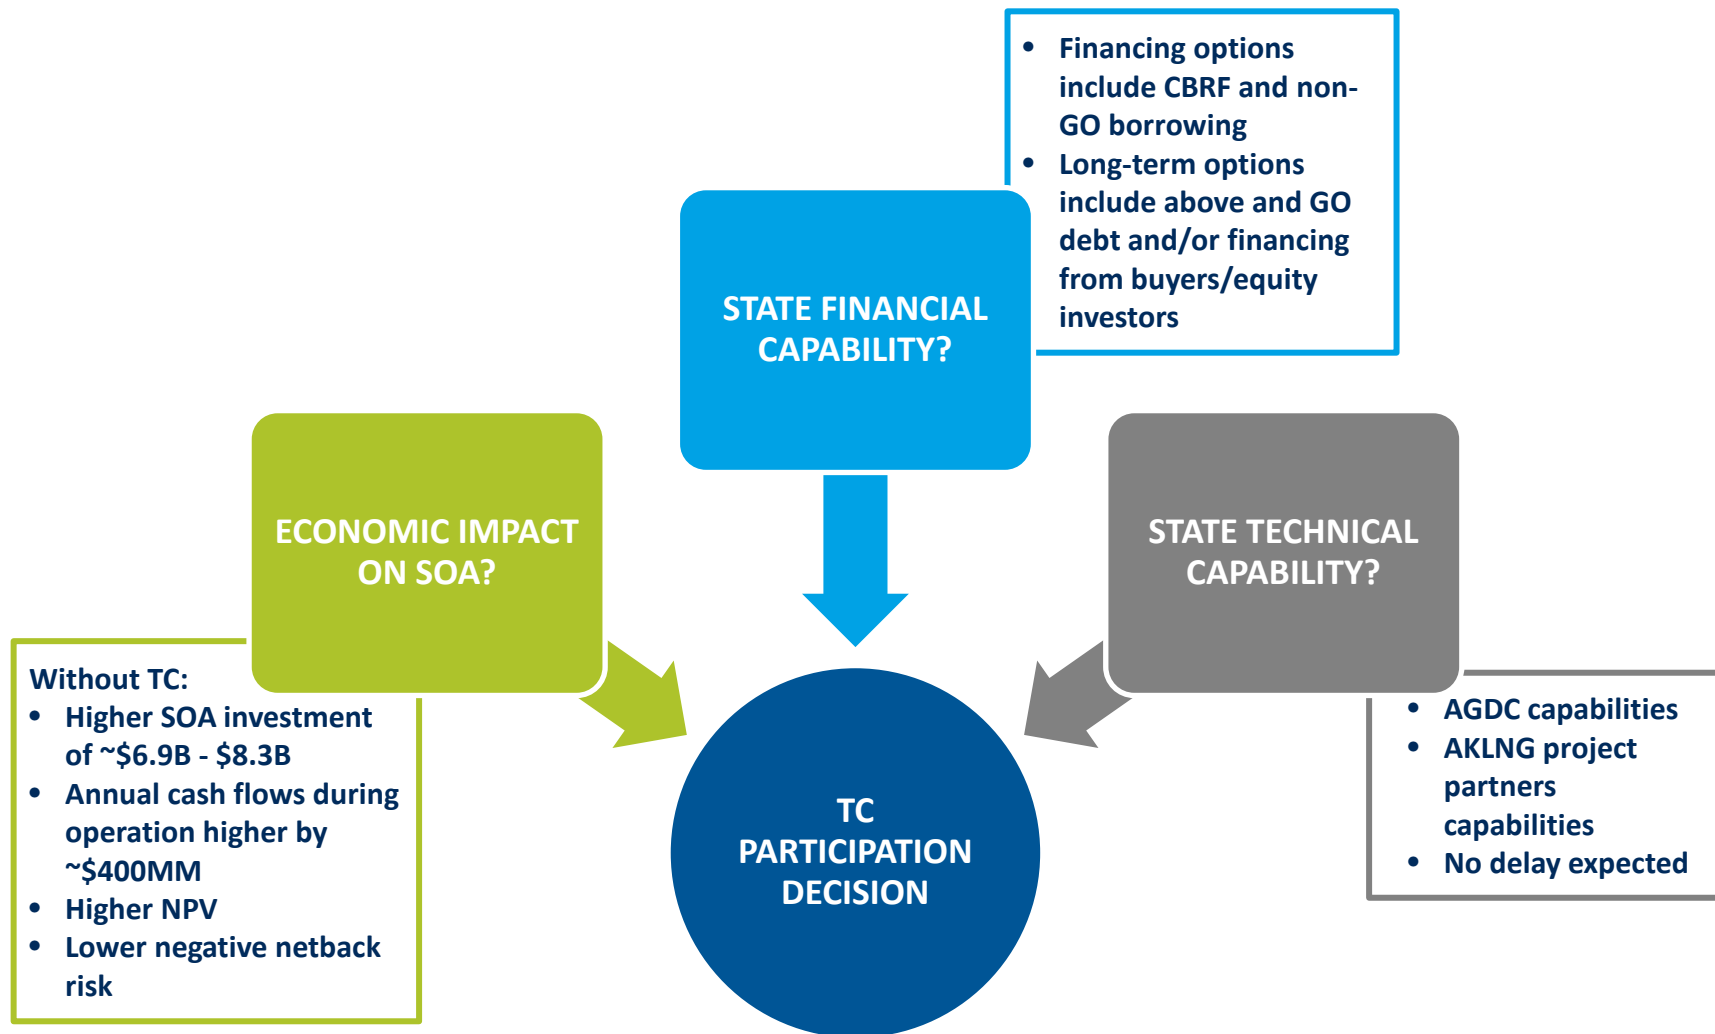 • Financing options
include CBRF and non-
GO borrowing
• Long-term options
include above and GO
debt and/or financing
from buyers/equity
investors
STATE FINANCIAL
CAPABILITY?
ECONOMIC IMPACT
ON SOA?
STATE TECHNICAL
CAPABILITY?
Without TC:
• Higher SOA investment
of ~$6.9B - $8.3B
• Annual cash flows during
operation higher by
~$400MM
• Higher NPV
• Lower negative netback
risk
TC
PARTICIPATION
DECISION
• AGDC capabilities
• AKLNG project
partners
capabilities
• No delay expected